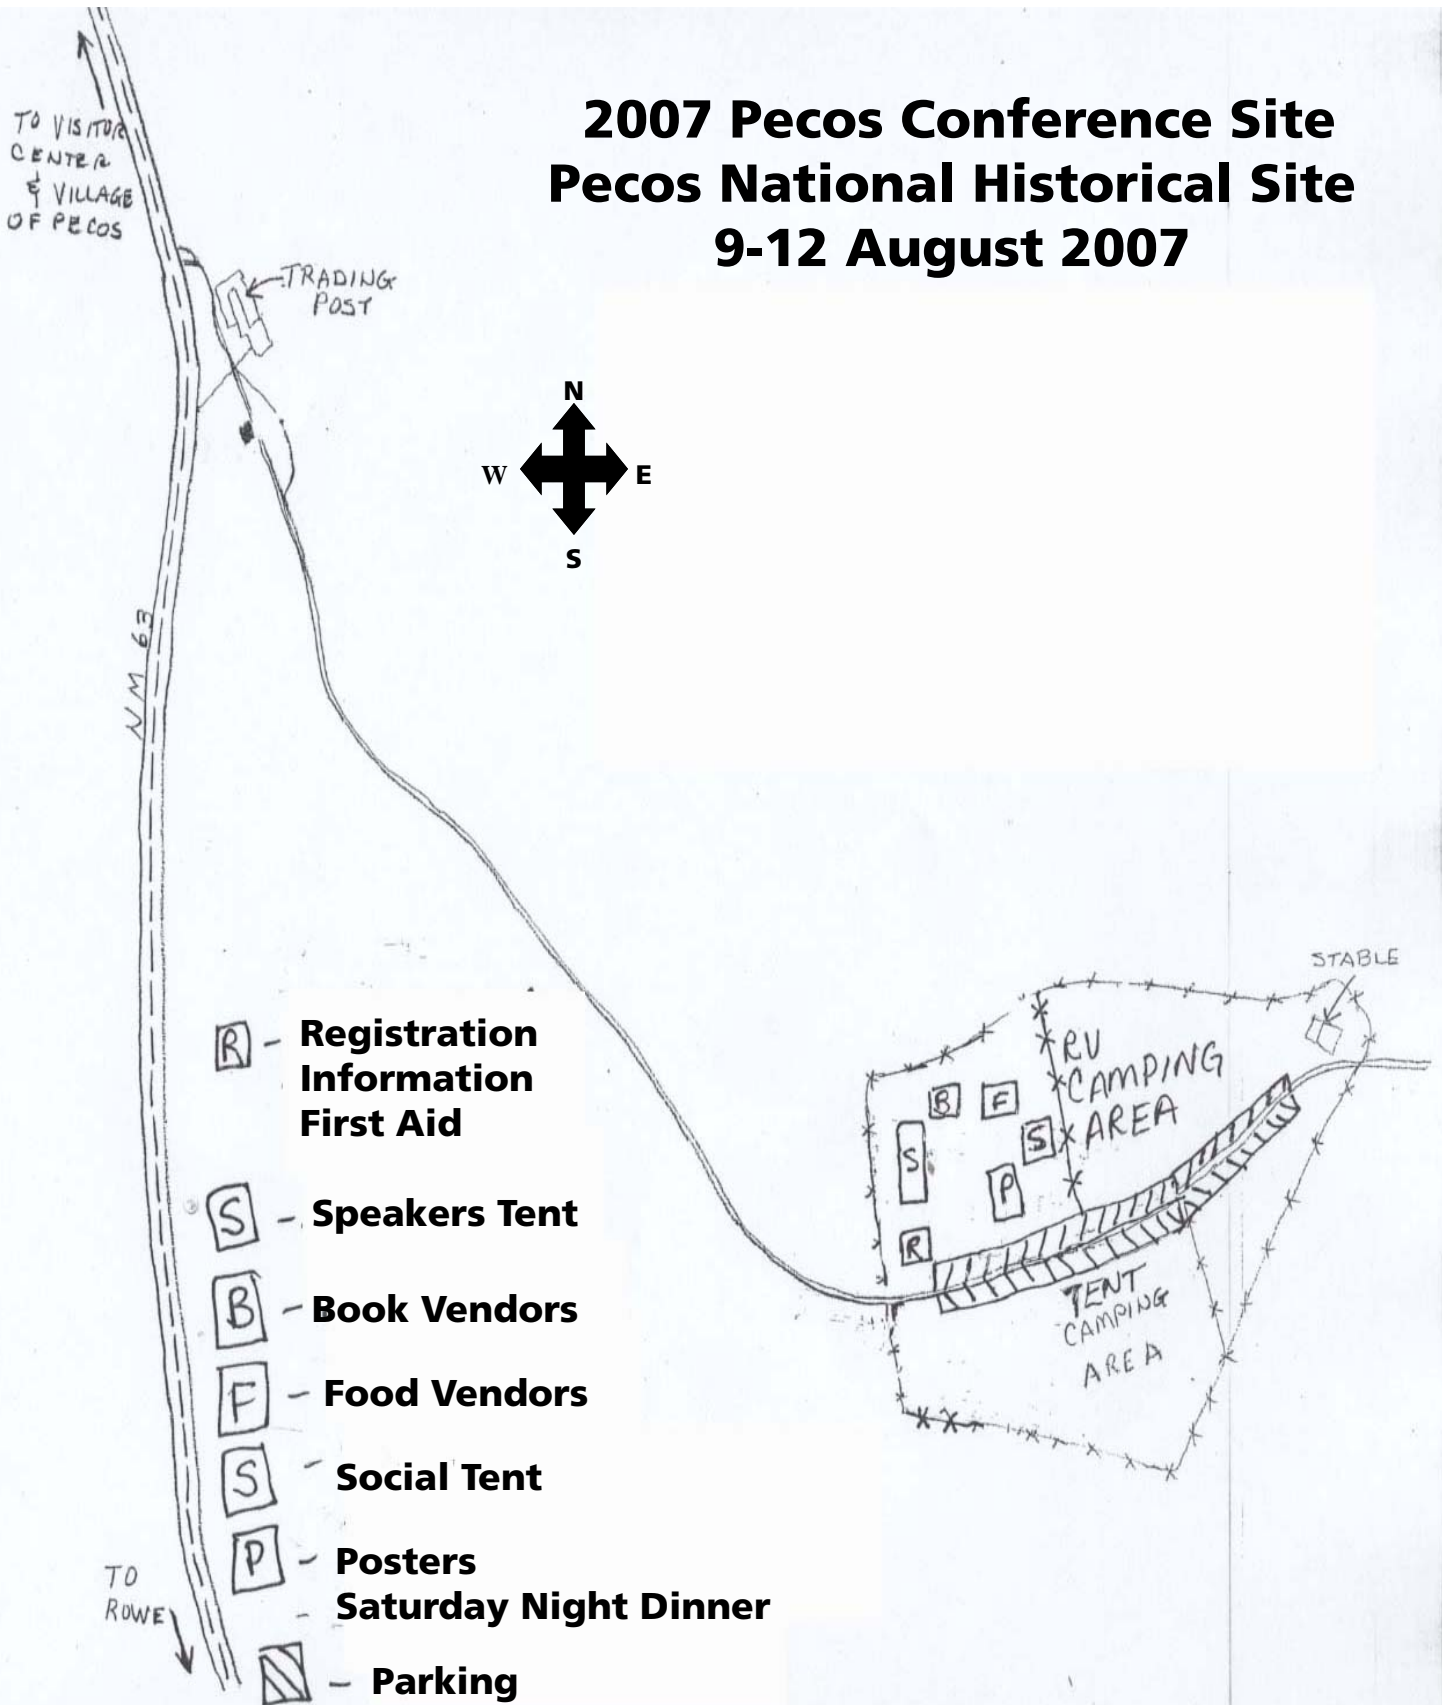 2007 Pecos Conference Site
Pecos National Historical Site
9-12 August 2007
TO VISITOR
CENTER
& VILLAGE
OF PECOS
TRADING
POST
N
W
E
S
NM 63
STABLE
RV
CAMPING
AREA
B
F
S
S
P
R
TENT
CAMPING
AREA
R - Registration
Information
First Aid
S - Speakers Tent
B - Book Vendors
F - Food Vendors
S - Social Tent
P - Posters
- Saturday Night Dinner
- Parking
TO
ROWE